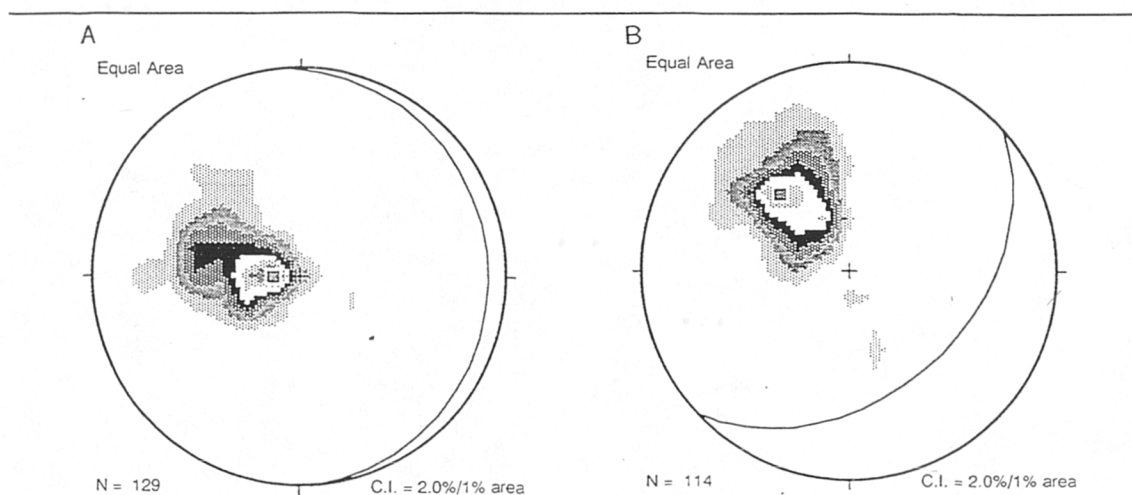 A
Equal Area
N = 129
C.I. = 2.0%/1% area
B
Equal Area
N = 114
C.I. = 2.0%/1% area